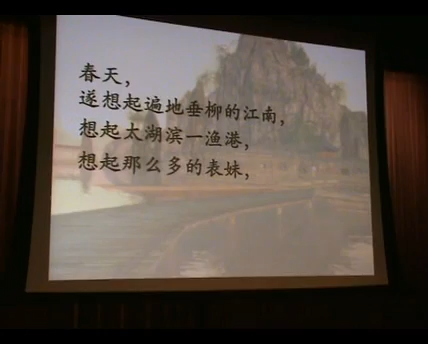 春天，
遂想起遍地垂柳的江南，
想起太湖滨一渔港，
想起那么多的表妹，